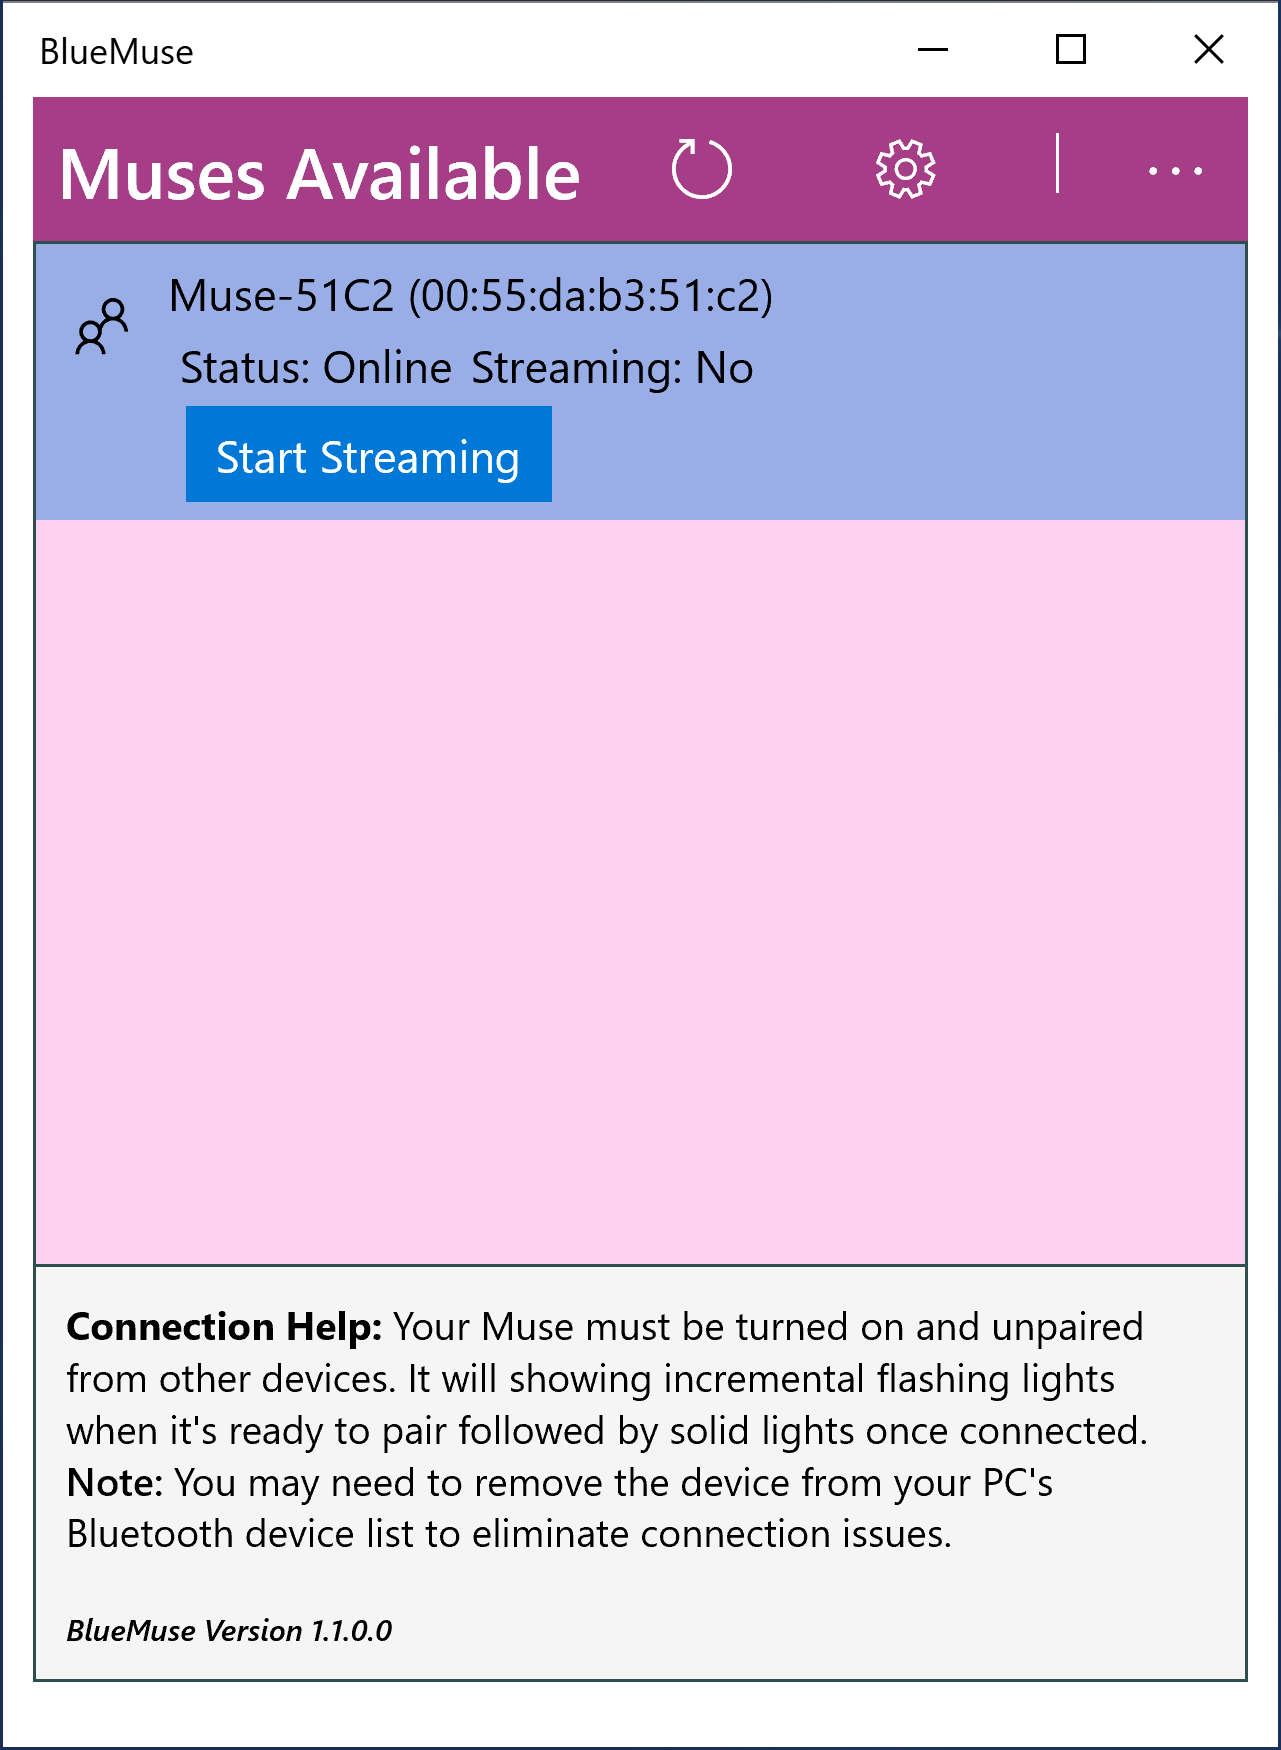 BlueMuse
Muses Available
Muse-51C2 (00:55:da:b3:51:c2)
Status: Online Streaming: No
Start Streaming
Connection Help: Your Muse must be turned on and unpaired
from other devices. It will showing incremental flashing lights
when it's ready to pair followed by solid lights once connected.
Note: You may need to remove the device from your PC's
Bluetooth device list to eliminate connection issues.
BlueMuse Version 1.1.0.0